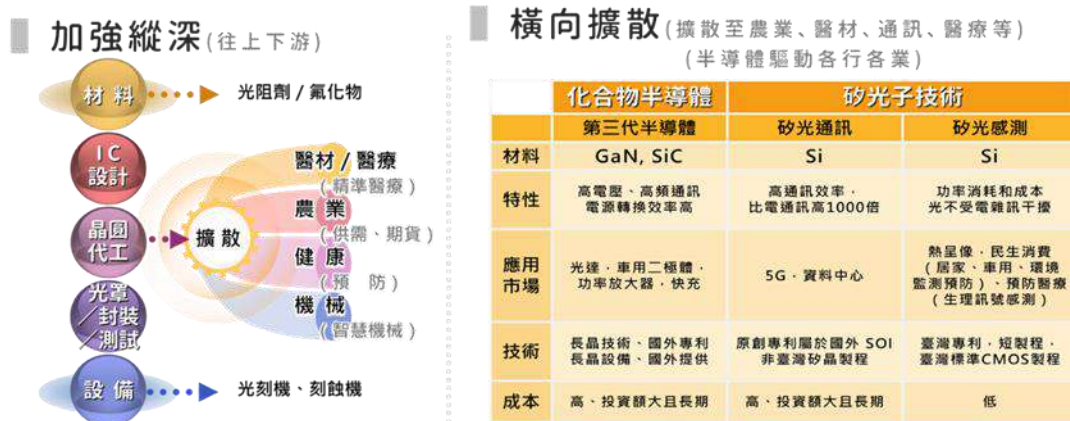 加強縱深(往上下游)
材料
光阻劑 / 氟化物
IC
設計
晶圓
代工
光罩
／封裝
／測試
設備
光刻機、刻蝕機
擴散
醫材 / 醫療
(精準醫療)
農業
(供需、期貨)
健康
(預 防)
機械
(智慧機械)
橫向擴散(擴散至農業、醫材、通訊、醫療等)
(半導體驅動各行各業)
化合物半導體 矽光子技術
第三代半導體 矽光通訊 矽光感測
材料 GaN, SiC Si Si
特性
高電壓、高頻通訊
電源轉換效率高
高通訊效率，
比電通訊高1000倍
功率消耗和成本
光不受電雜訊干擾
應用
市場
光達，車用二極體，
功率放大器，快充
5G，資料中心
熱呈像，民生消費
(居家、車用、環境
監測預防)、預防醫療
(生理訊號感測)
技術
長晶技術、國外專利
長晶設備、國外提供
原創專利屬於國外 SOI
非臺灣矽晶製程
臺灣專利，短製程，
臺灣標準CMOS製程
成本 高、投資額大且長期 高、投資額大且長期 低